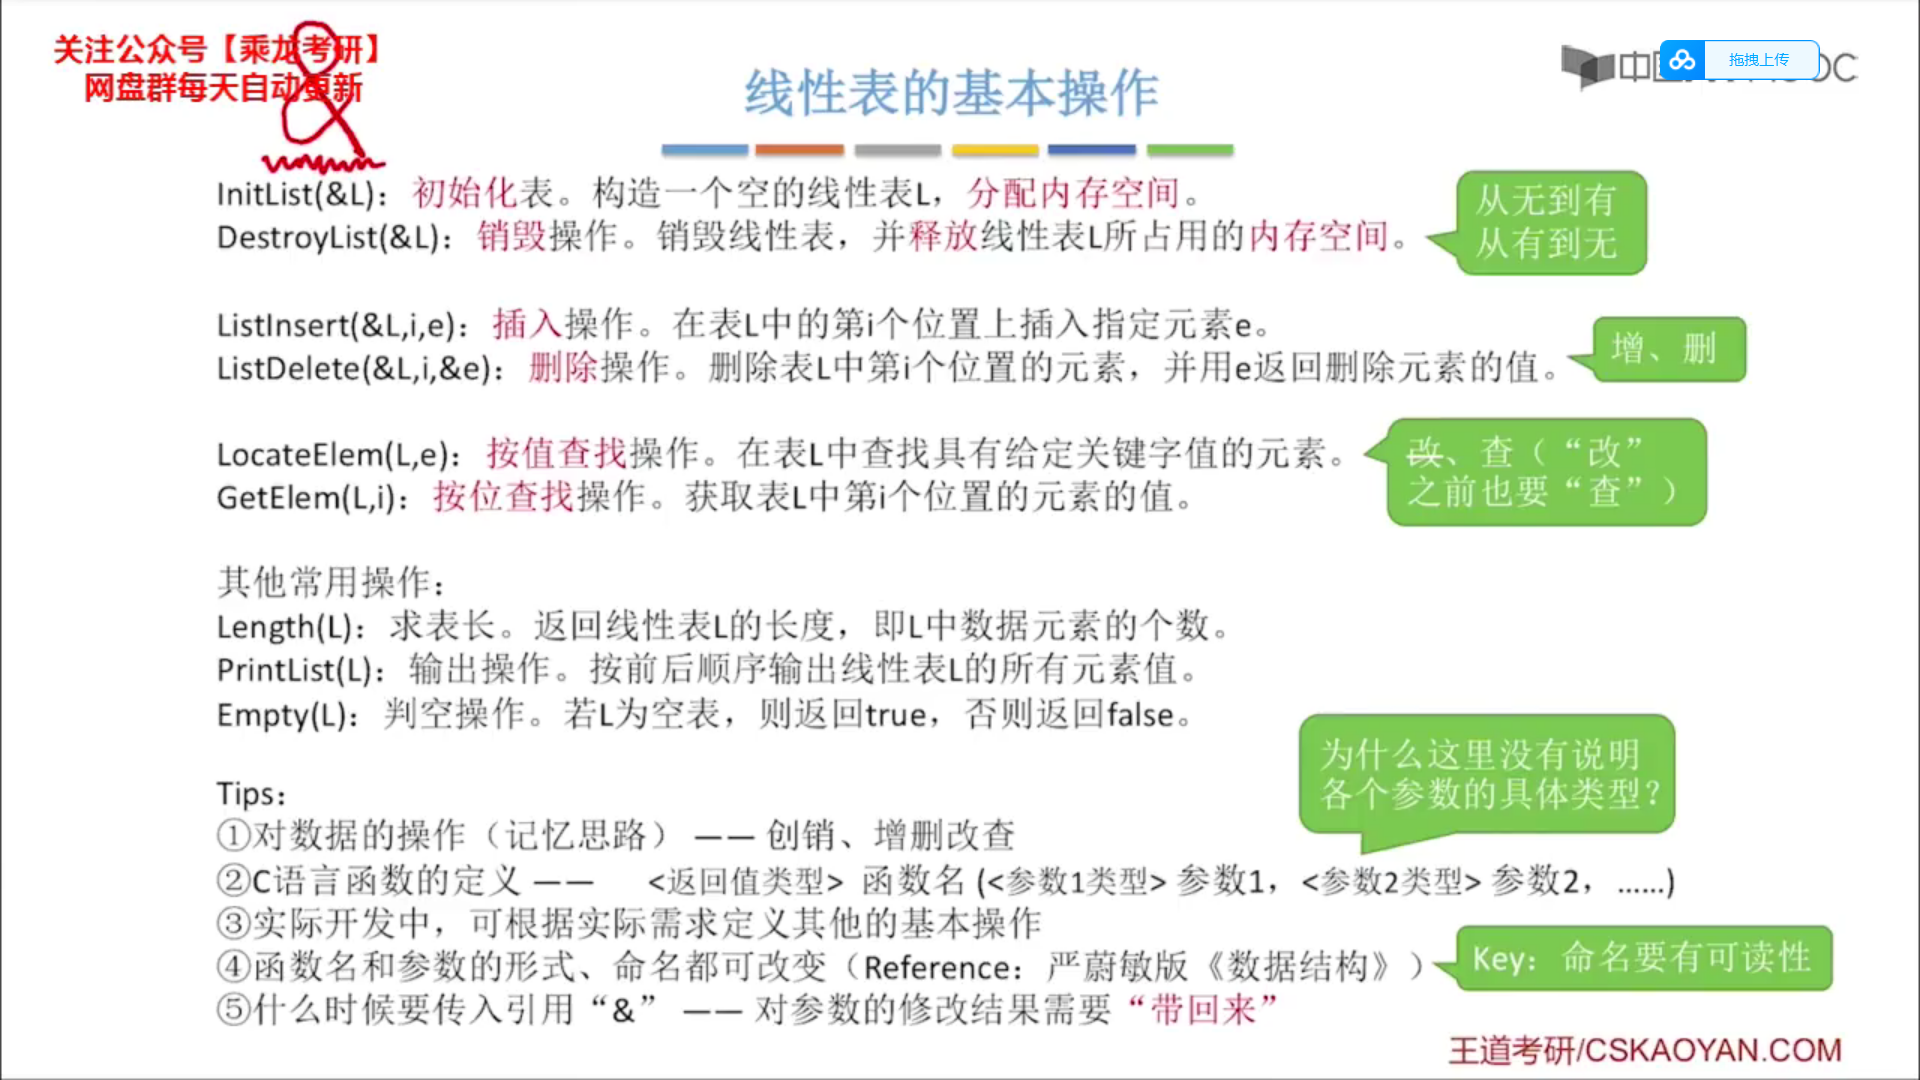 关注公众号【乘龙考研】
网盘群每天自动更新
&
线性表的基本操作
中国
拖拽上传
OC
InitList(&L)：初始化表。构造一个空的线性表L，分配内存空间。
DestroyList(&L)：销毁操作。销毁线性表，并释放线性表L所占用的内存空间。
从无到有
从有到无
ListInsert(&L,i,e)：插入操作。在表L中的第i个位置上插入指定元素e。
ListDelete(&L,i,&e)：删除操作。删除表L中第i个位置的元素，并用e返回删除元素的值。
增、删
LocateElem(L,e)：按值查找操作。在表L中查找具有给定关键字值的元素。
GetElem(L,i)：按位查找操作。获取表L中第i个位置的元素的值。
改、查（“改”
之前也要“查”）
其他常用操作：
Length(L)：求表长。返回线性表L的长度，即L中数据元素的个数。
PrintList(L)：输出操作。按前后顺序输出线性表L的所有元素值。
Empty(L)：判空操作。若L为空表，则返回true，否则返回false。
为什么这里没有说明
各个参数的具体类型？
Tips：
①对数据的操作（记忆思路） —— 创销、增删改查
②C语言函数的定义 —— <返回值类型> 函数名 (<参数1类型> 参数1，<参数2类型> 参数2，……)
③实际开发中，可根据实际需求定义其他的基本操作
④函数名和参数的形式、命名都可改变（Reference：严蔚敏版《数据结构》）
Key：命名要有可读性
⑤什么时候要传入引用“&” —— 对参数的修改结果需要“带回来”
王道考研/CSKAOYAN.COM